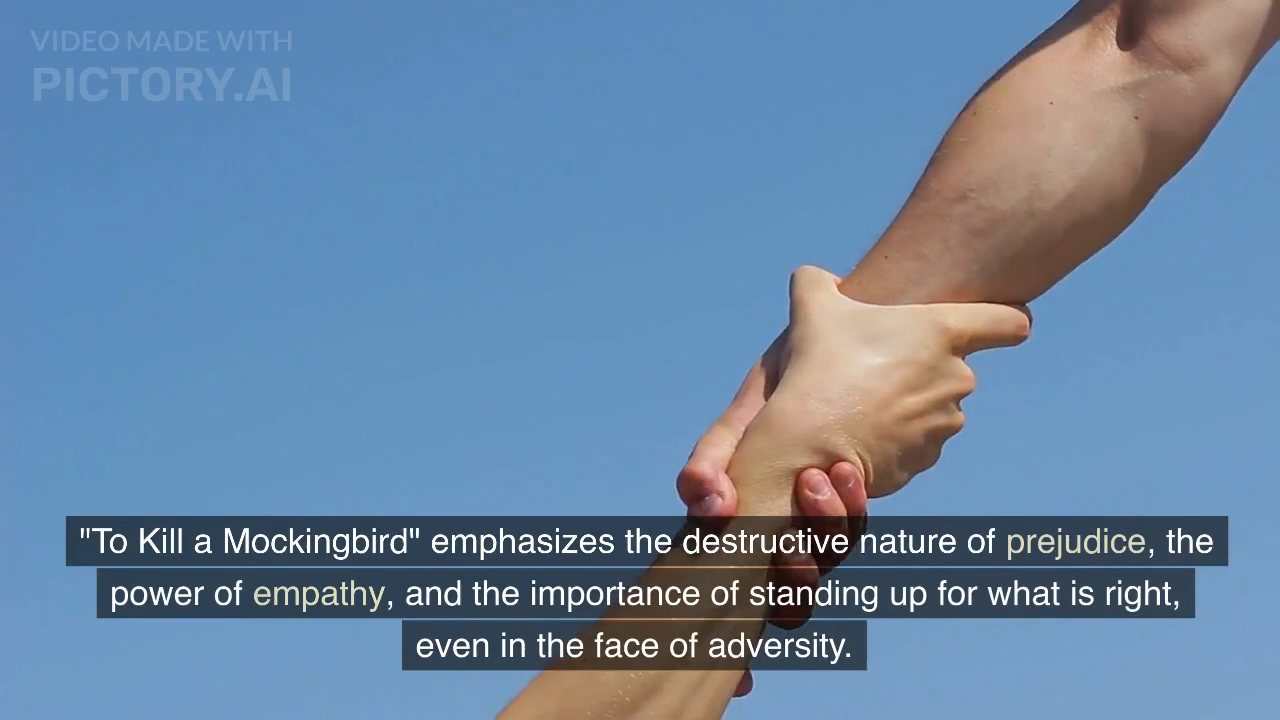 VIDEO MADE WITH
PICTORY.AI
"To Kill a Mockingbird" emphasizes the destructive nature of prejudice, the
power of empathy, and the importance of standing up for what is right,
even in the face of adversity.